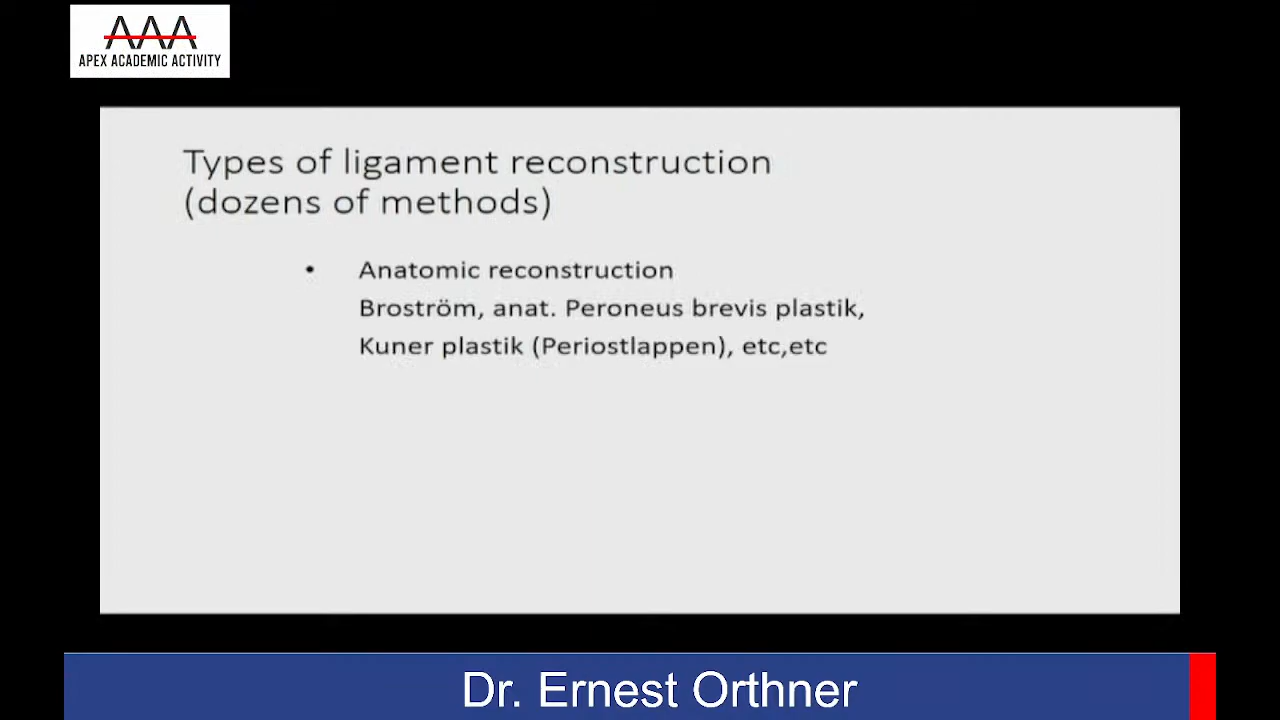 AAA
APEX ACADEMIC ACTIVITY
Types of ligament reconstruction
(dozens of methods)
• Anatomic reconstruction
Broström, anat. Peroneus brevis plastik,
Kuner plastik (Periostlappen), etc,etc
Dr. Ernest Orthner